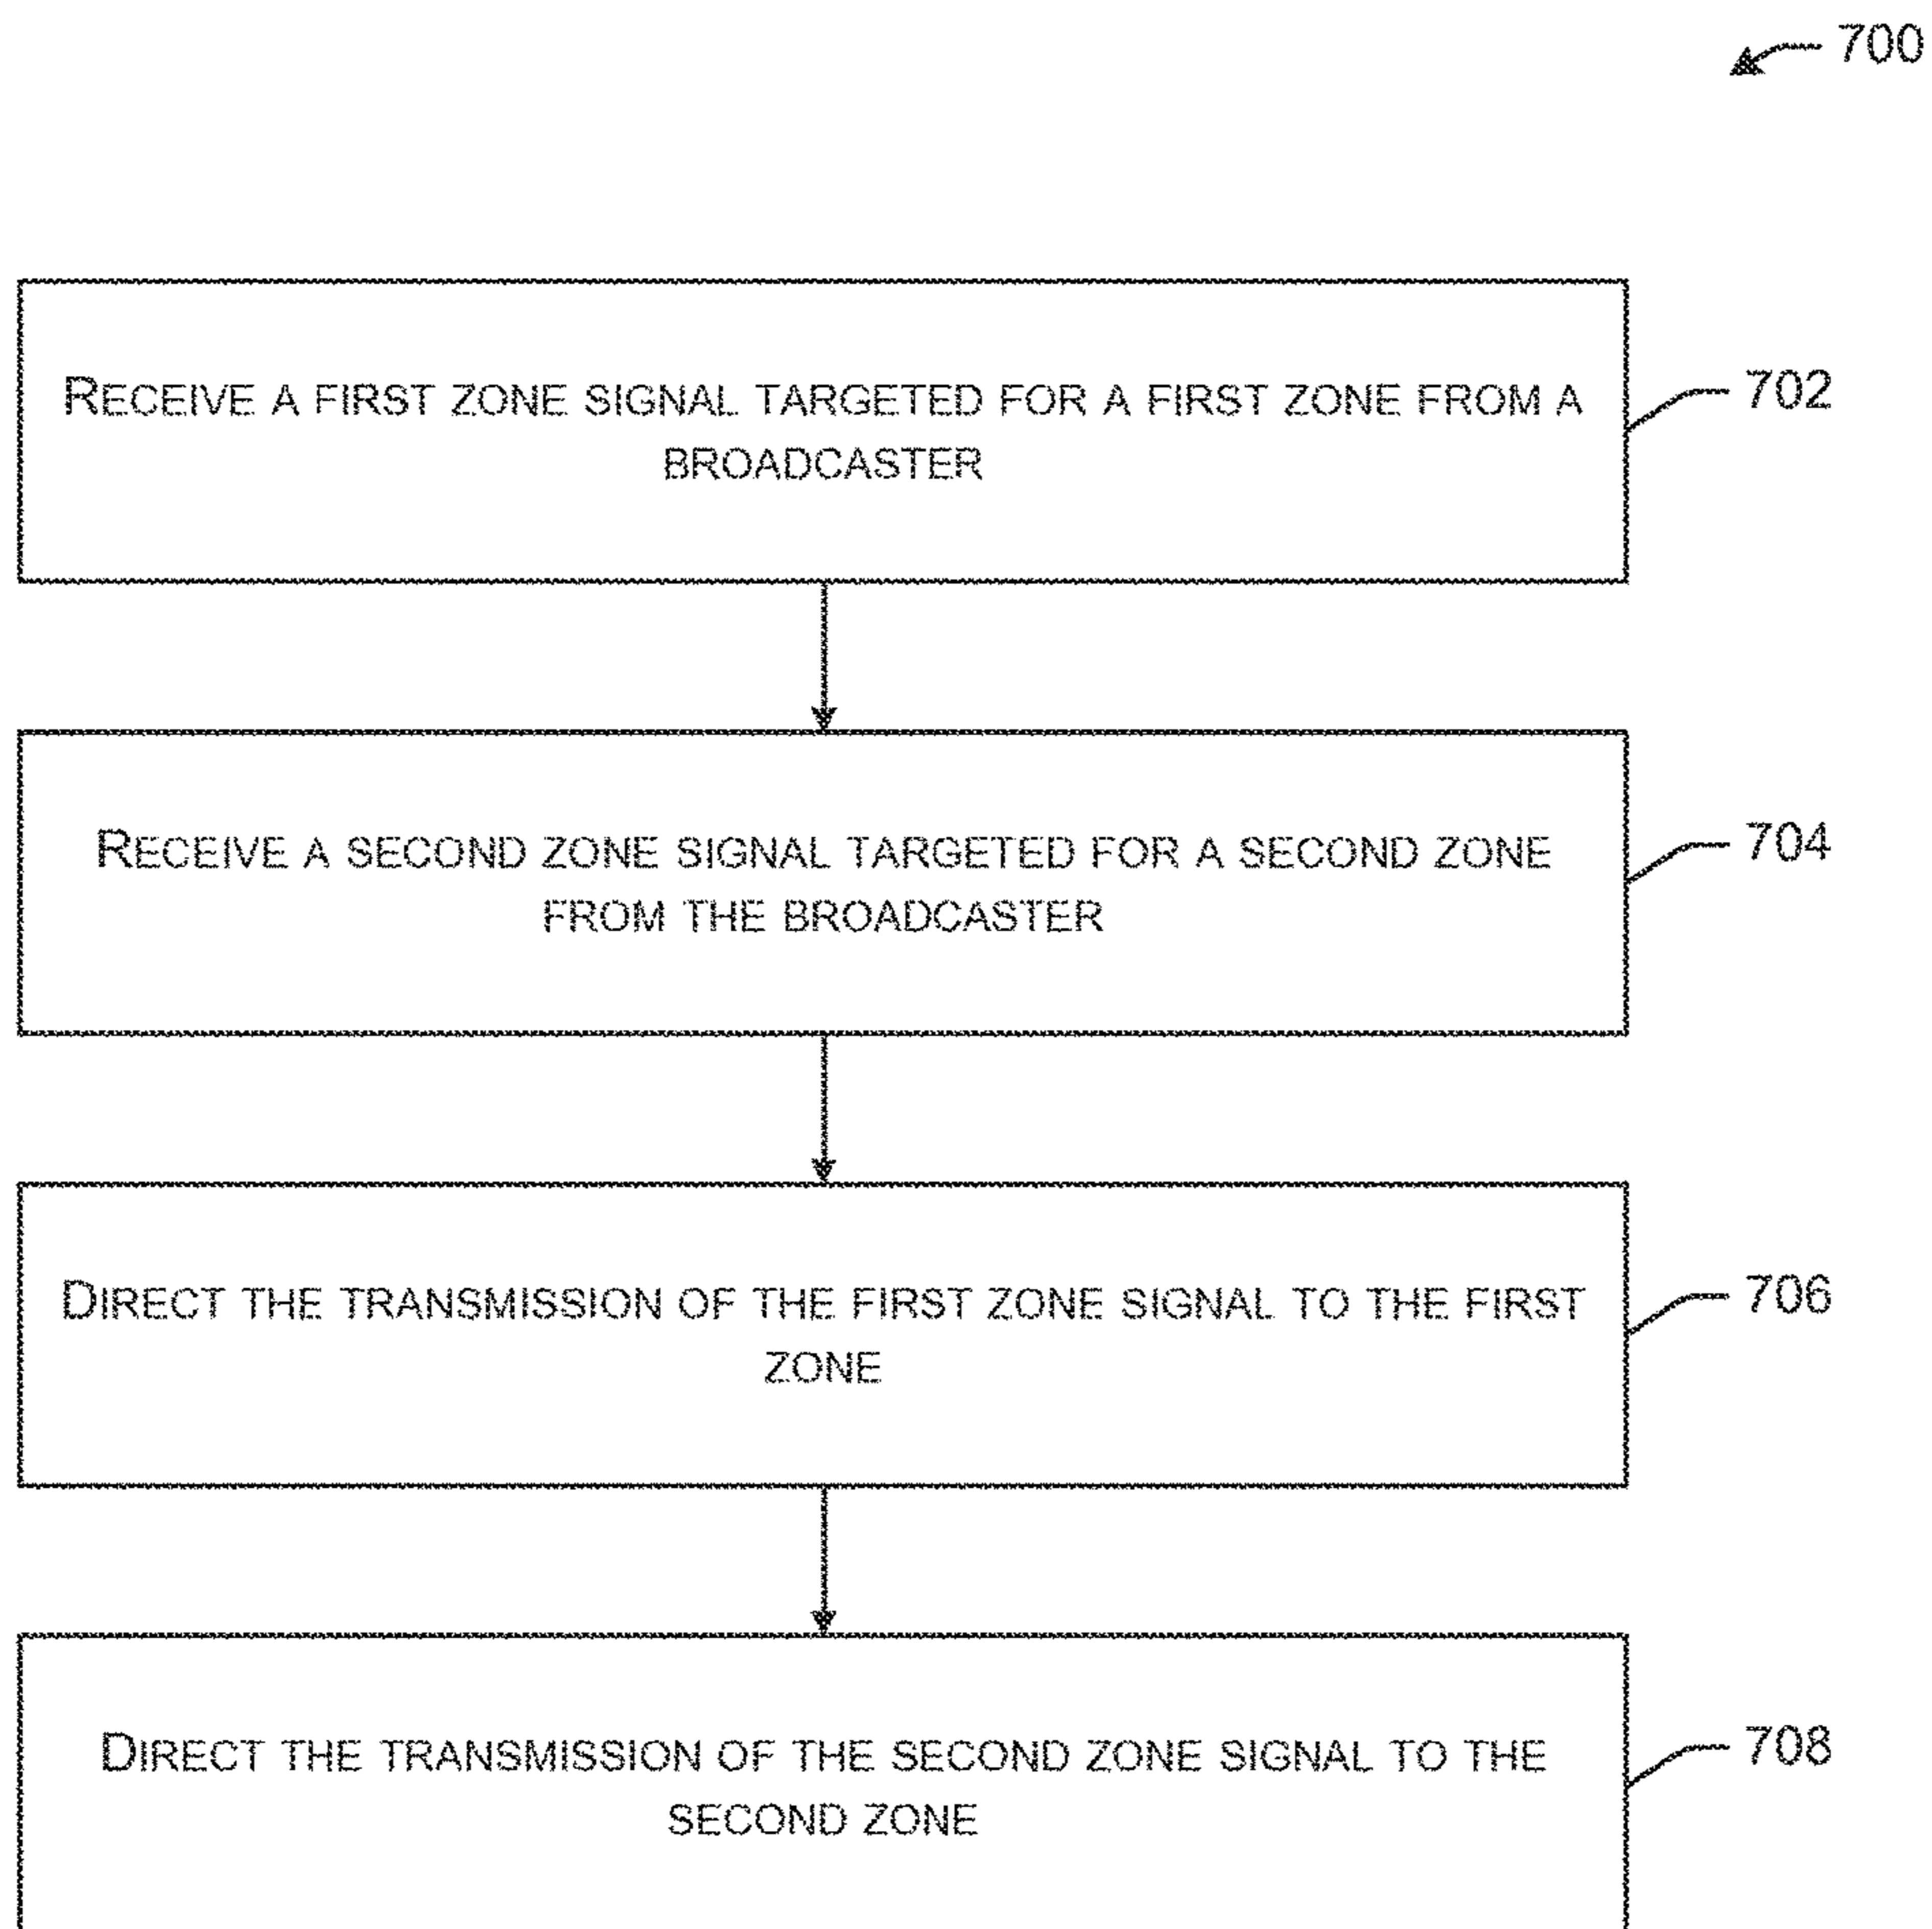 700
RECEIVE A FIRST ZONE SIGNAL TARGETED FOR A FIRST ZONE FROM A
BROADCASTER
702
RECEIVE A SECOND ZONE SIGNAL TARGETED FOR A SECOND ZONE
FROM THE BROADCASTER
704
DIRECT THE TRANSMISSION OF THE FIRST ZONE SIGNAL TO THE FIRST
ZONE
706
DIRECT THE TRANSMISSION OF THE SECOND ZONE SIGNAL TO THE
SECOND ZONE
708